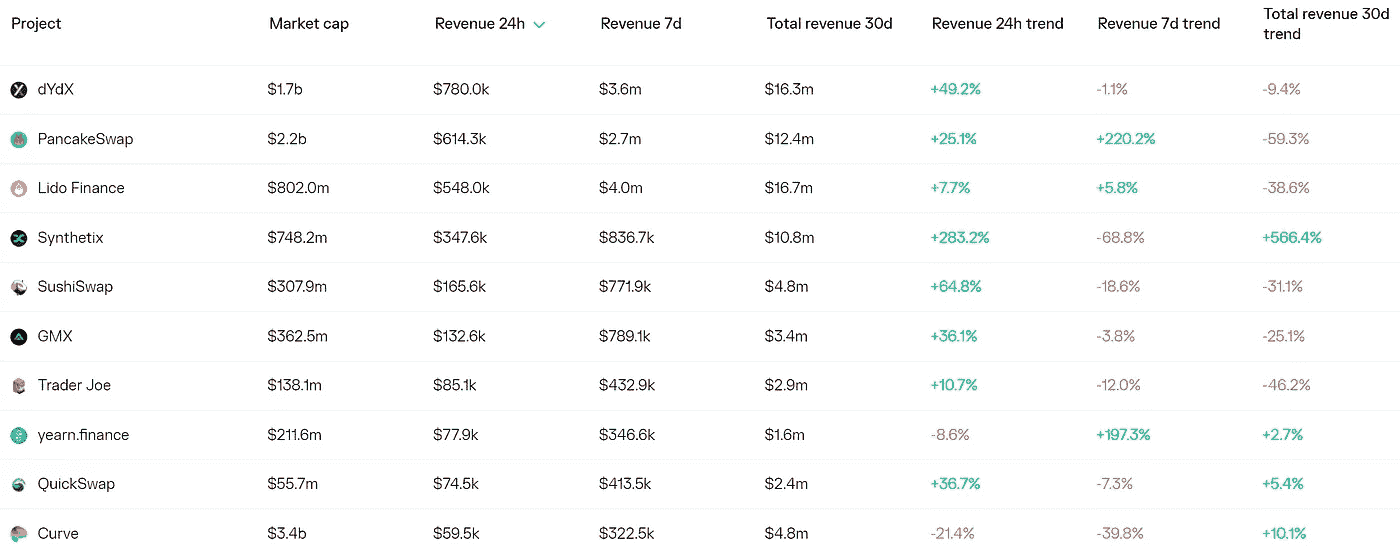 Project Market cap Revenue 24h Revenue 7d Total revenue 30d Revenue 24h trend Revenue 7d trend Total revenue 30d trend
dYdX $1.7b $780.0k $3.6m $16.3m +49.2% -1.1% -9.4%
PancakeSwap $2.2b $614.3k $2.7m $12.4m +25.1% +220.2% -59.3%
Lido Finance $802.0m $548.0k $4.0m $16.7m +7.7% +5.8% -38.6%
Synthetix $748.2m $347.6k $836.7k $10.8m +283.2% -68.8% +566.4%
SushiSwap $307.9m $165.6k $771.9k $4.8m +64.8% -18.6% -31.1%
GMX $362.5m $132.6k $789.1k $3.4m +36.1% -3.8% -25.1%
Trader Joe $138.1m $85.1k $432.9k $2.9m +10.7% -12.0% -46.2%
yearn.finance $211.6m $77.9k $346.6k $1.6m -8.6% +197.3% +2.7%
QuickSwap $55.7m $74.5k $413.5k $2.4m +36.7% -7.3% +5.4%
Curve $3.4b $59.5k $322.5k $4.8m -21.4% -39.8% +10.1%